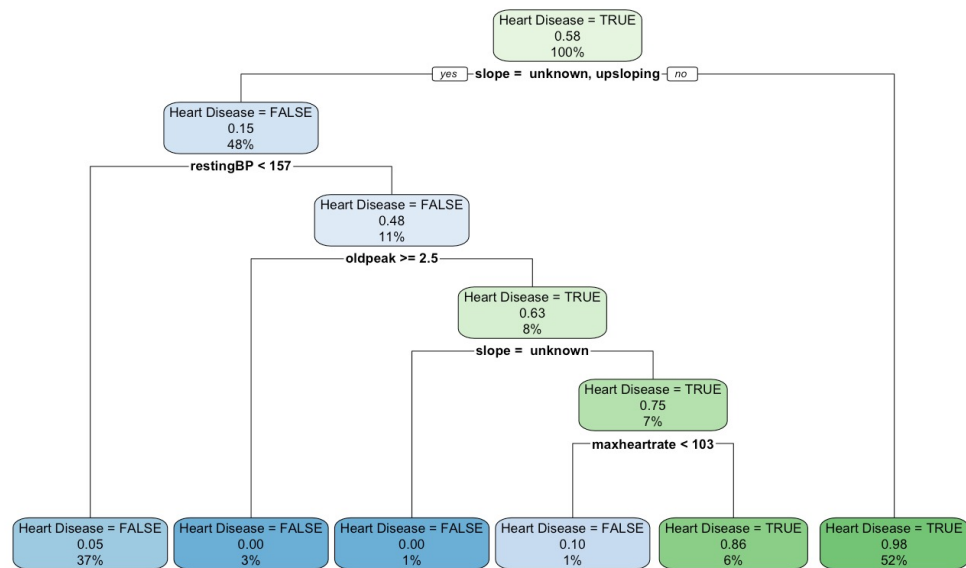 Heart Disease = TRUE
0.58
100%
yes slope = unknown, upsloping no
Heart Disease = FALSE
0.15
48%
restingBP < 157
Heart Disease = FALSE
0.48
11%
oldpeak >= 2.5
Heart Disease = TRUE
0.63
8%
slope = unknown
Heart Disease = TRUE
0.75
7%
maxheartrate < 103
Heart Disease = FALSE
0.05
37%
Heart Disease = FALSE
0.00
3%
Heart Disease = FALSE
0.00
1%
Heart Disease = FALSE
0.10
1%
Heart Disease = TRUE
0.86
6%
Heart Disease = TRUE
0.98
52%